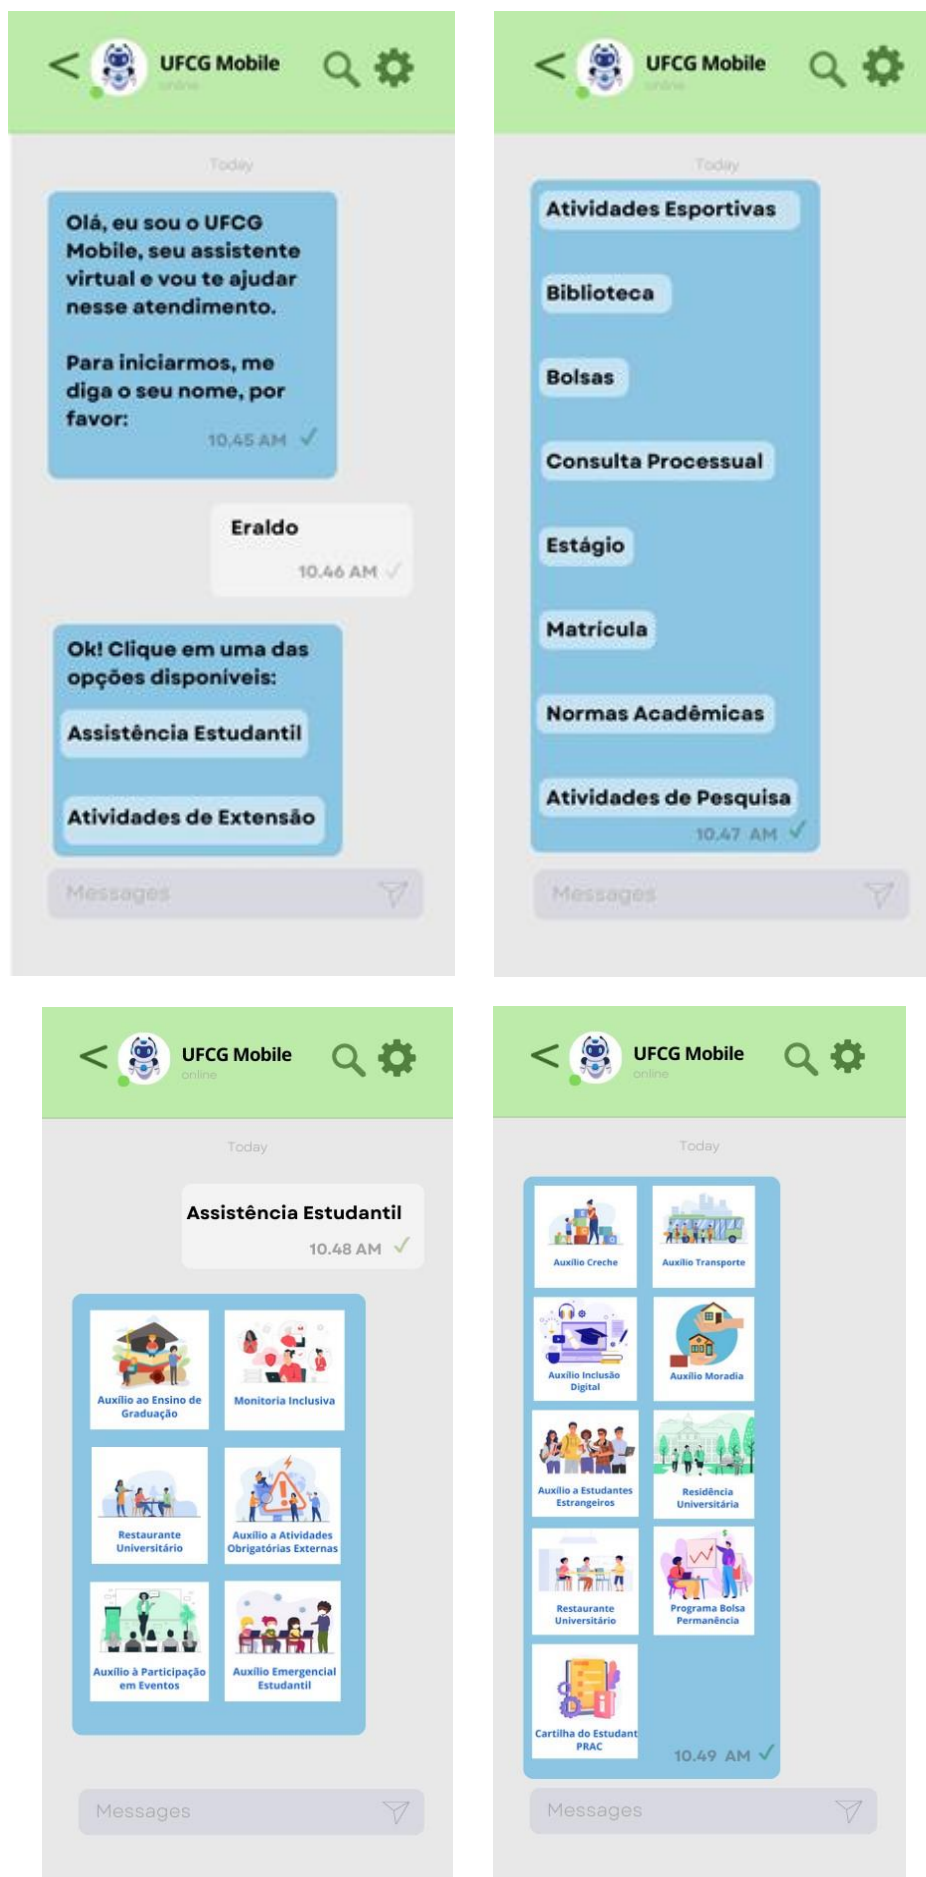 UFCG Mobile
online
Today
Olá, eu sou o UFCG
Mobile, seu assistente
virtual e vou te ajudar
nesse atendimento.
Para iniciarmos, me
diga o seu nome, por
favor:
10.45 AM
Eraldo
10.46 AM
Ok! Clique em uma das
opções disponíveis:
Assistência Estudantil
Atividades de Extensão
Messages
UFCG Mobile
online
Today
Atividades Esportivas
Biblioteca
Bolsas
Consulta Processual
Estágio
Matrícula
Normas Acadêmicas
Atividades de Pesquisa
10.47 AM
Messages
UFCG Mobile
online
Today
Assistência Estudantil
10.48 AM
Auxílio ao Ensino de
Graduação
Monitoria Inclusiva
Restaurante
Universitário
Auxílio a Atividades
Obrigatórias Externas
Auxílio à Participação
em Eventos
Auxílio Emergencial
Estudantil
Messages
UFCG Mobile
online
Today
Auxílio Creche
Auxílio Transporte
Auxílio Inclusão
Digital
Auxílio Moradia
Auxílio a Estudantes
Estrangeiros
Residência
Universitária
Restaurante
Universitário
Programa Bolsa
Permanência
Cartilha do Estudant
PRAC
10.49 AM
Messages